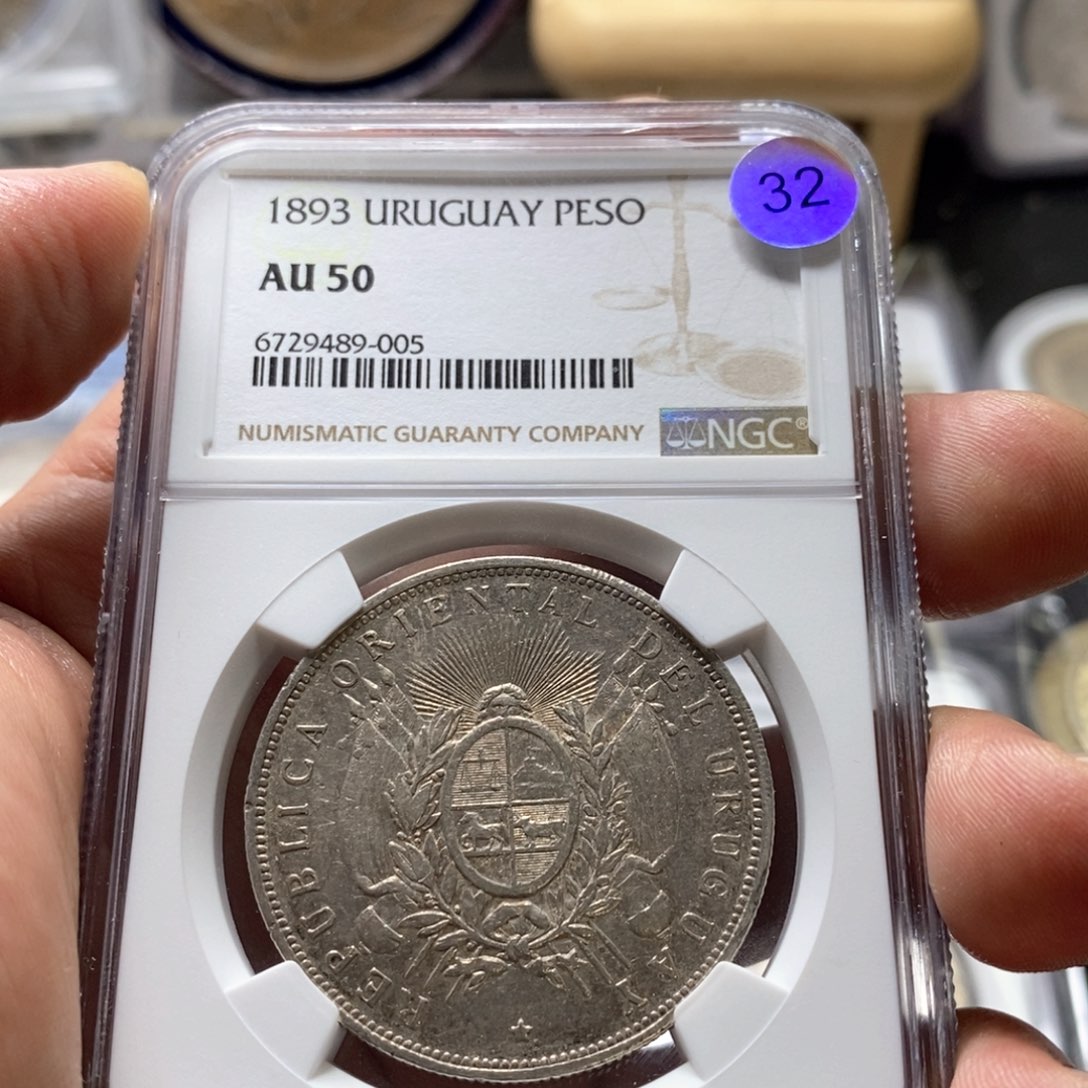 32
1893 URUGUAY PESO
AU 50
6729489-005
NUMISMATIC GUARANTY COMPANY NGC®
REPUBLICA ORIENTAL DEL URUGUAY